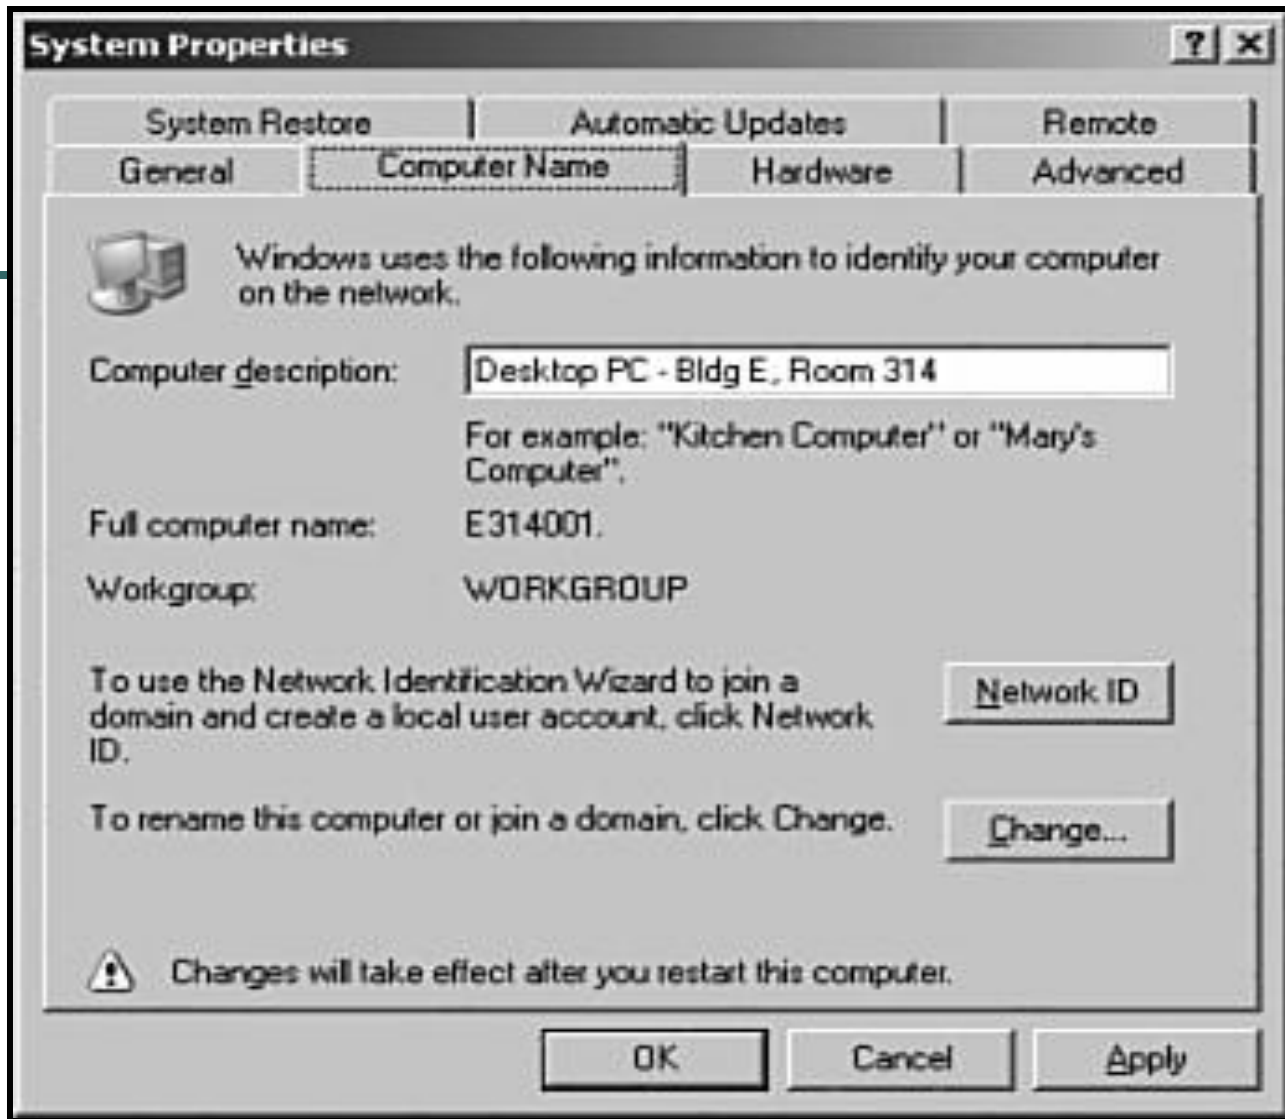 System Properties
System Restore
Automatic Updates
Remote
General
Computer Name
Hardware
Advanced
Windows uses the following information to identify your computer
on the network.
Computer description:
Desktop PC - Bldg E, Room 314
For example: "Kitchen Computer" or "Mary's
Computer".
Full computer name:
E314001.
Workgroup:
WORKGROUP
To use the Network Identification Wizard to join a
domain and create a local user account, click Network
ID.
Network ID
To rename this computer or join a domain, click Change.
Change...
Changes will take effect after you restart this computer.
OK
Cancel
Apply